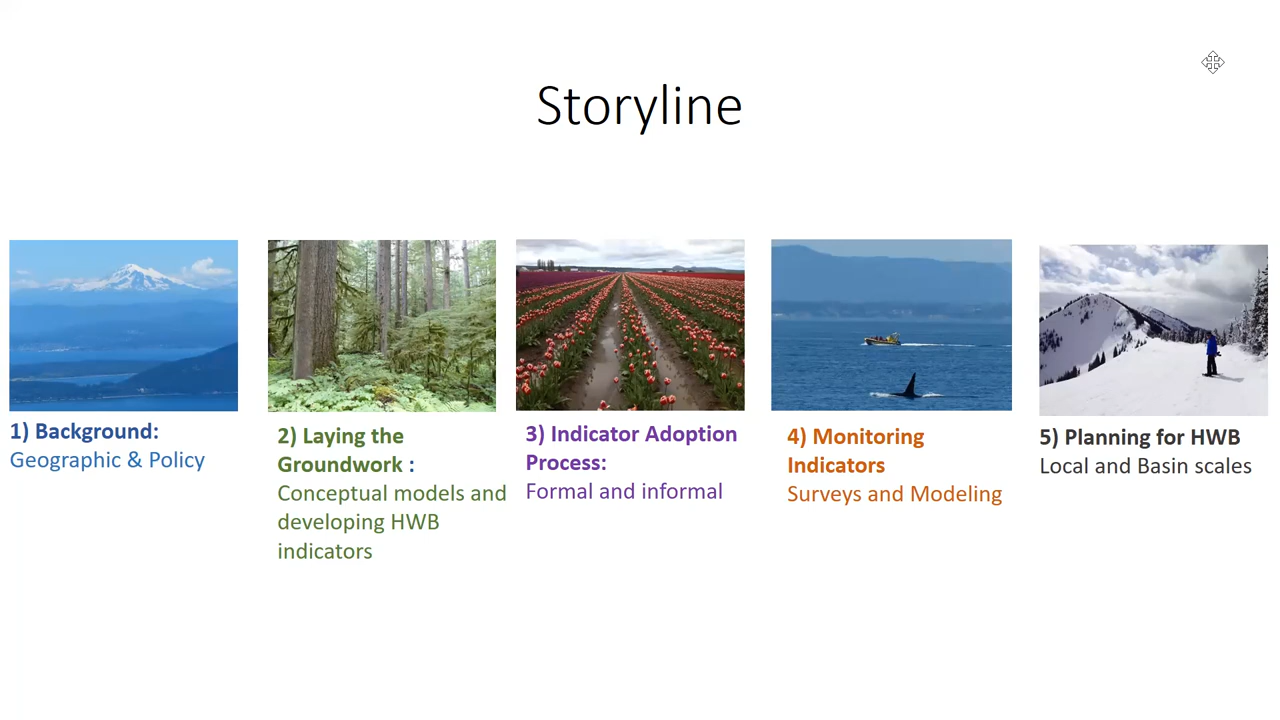 Storyline
1) Background:
Geographic & Policy
2) Laying the
Groundwork :
Conceptual models and
developing HWB
indicators
3) Indicator Adoption
Process:
Formal and informal
4) Monitoring
Indicators
Surveys and Modeling
5) Planning for HWB
Local and Basin scales